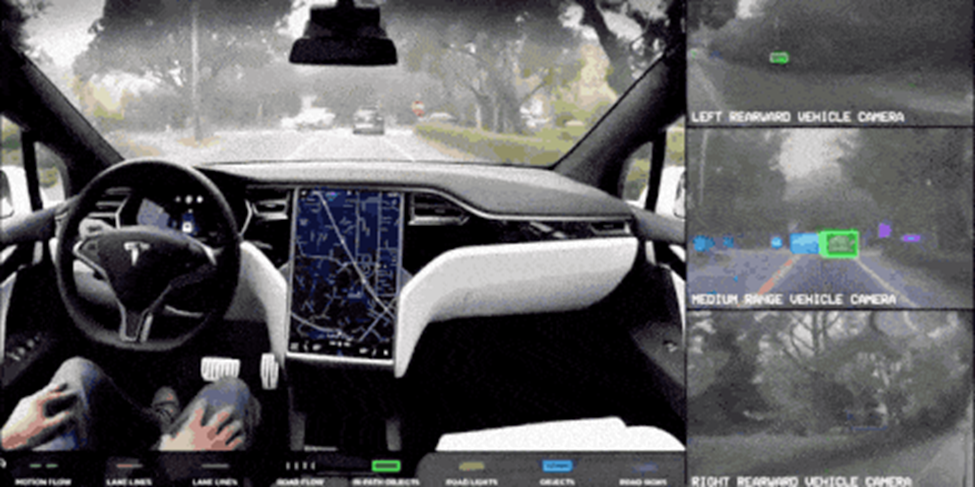 LEFT REARWARD VEHICLE CAMERA
MEDIUM RANGE VEHICLE CAMERA
RIGHT REARWARD VEHICLE CAMERA
MOTION FLOW
LANE LINES
LANE LINES
ROAD FLOW
IN-PATH OBJECTS
ROAD LIGHTS
OBJECTS
ROAD SIGNS